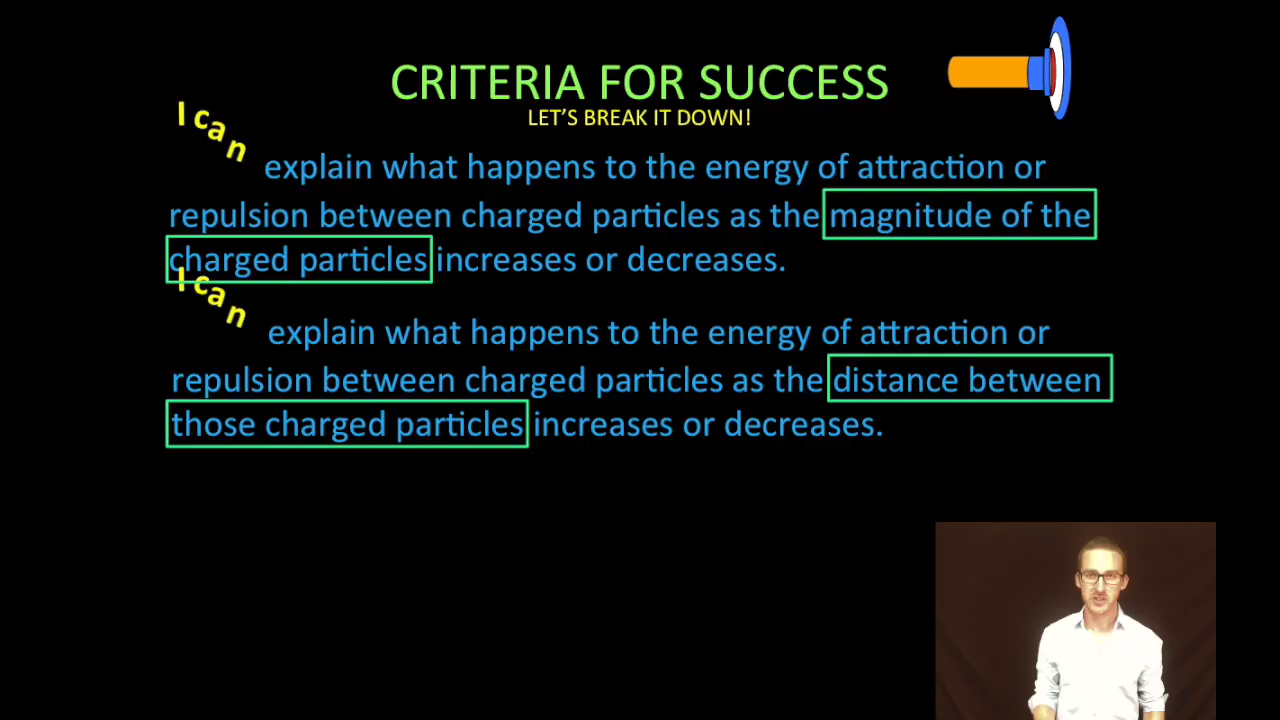 CRITERIA FOR SUCCESS
LET'S BREAK IT DOWN!
I can
explain what happens to the energy of attraction or
repulsion between charged particles as the magnitude of the
charged particles increases or decreases.
I can
explain what happens to the energy of attraction or
repulsion between charged particles as the distance between
those charged particles increases or decreases.